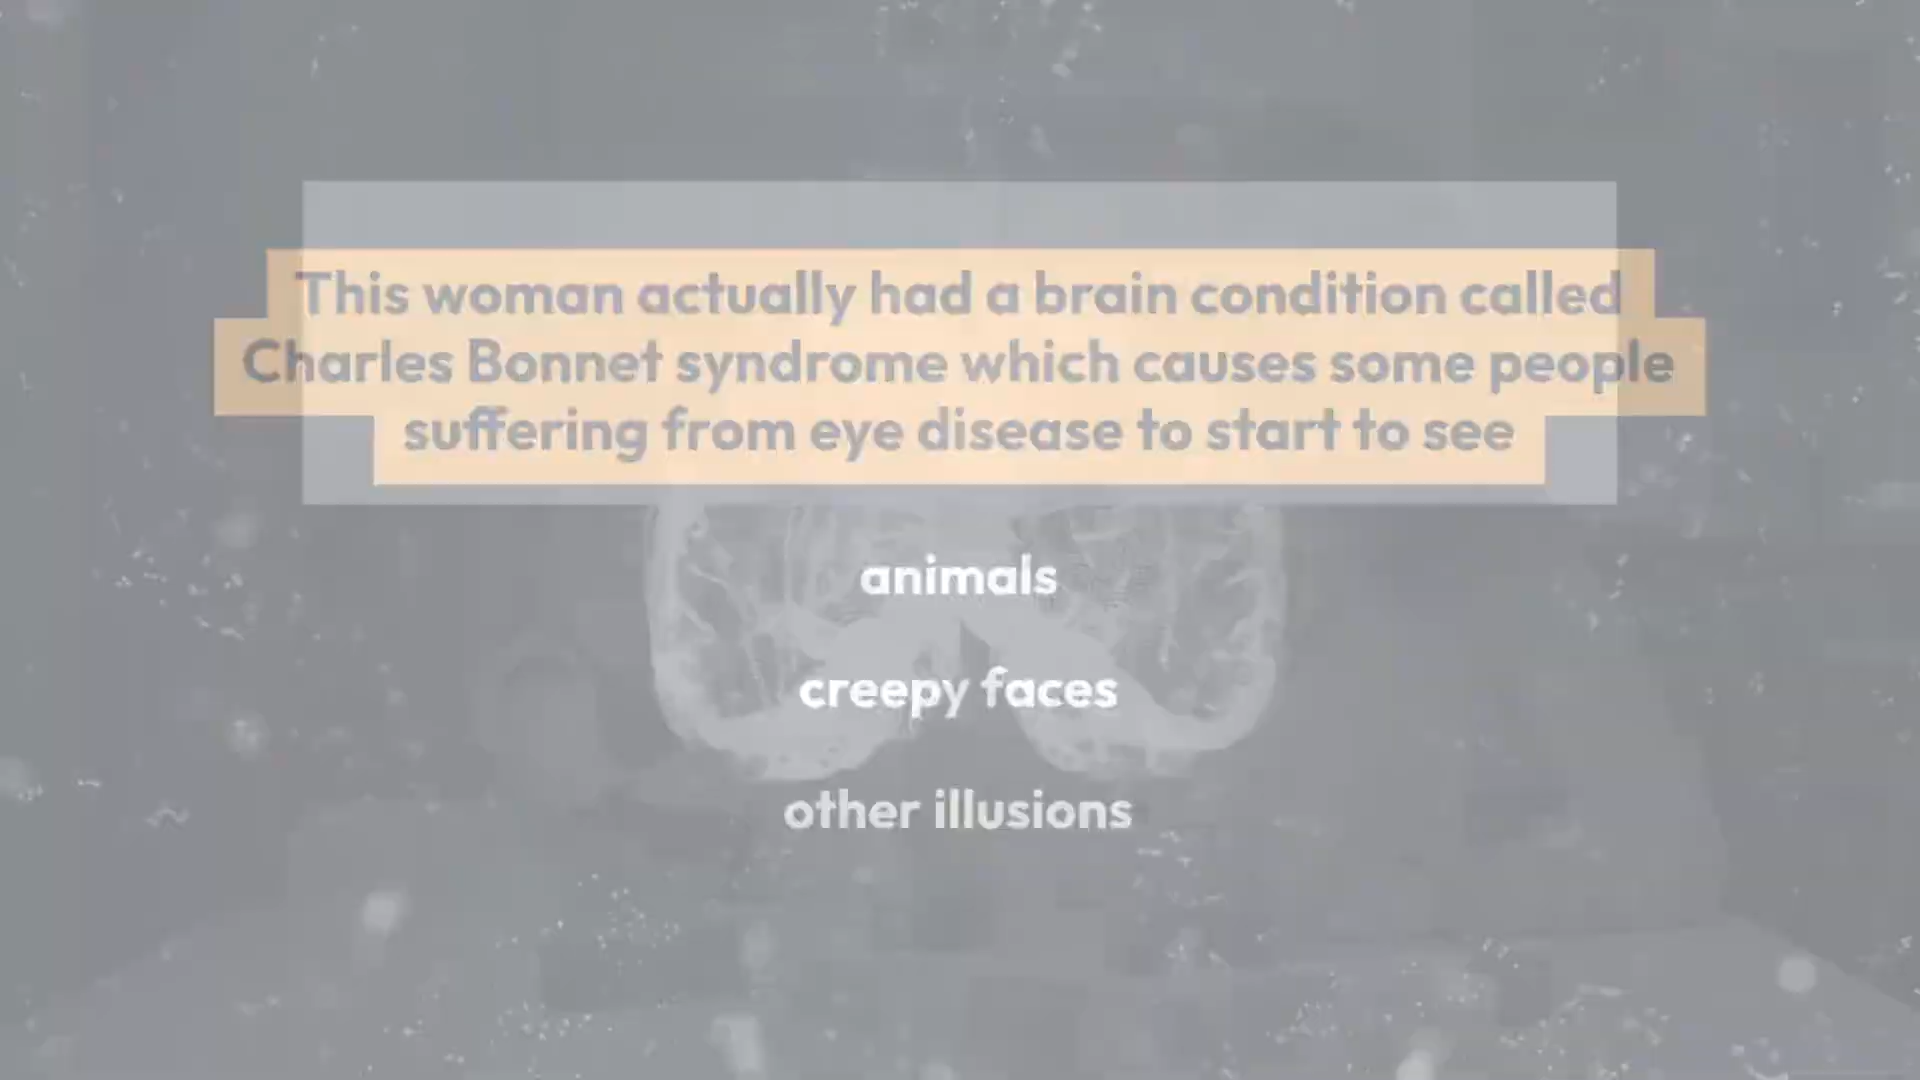 This woman actually had a brain condition called
Charles Bonnet syndrome which causes some people
suffering from eye disease to start to see
animals
creepy faces
other illusions